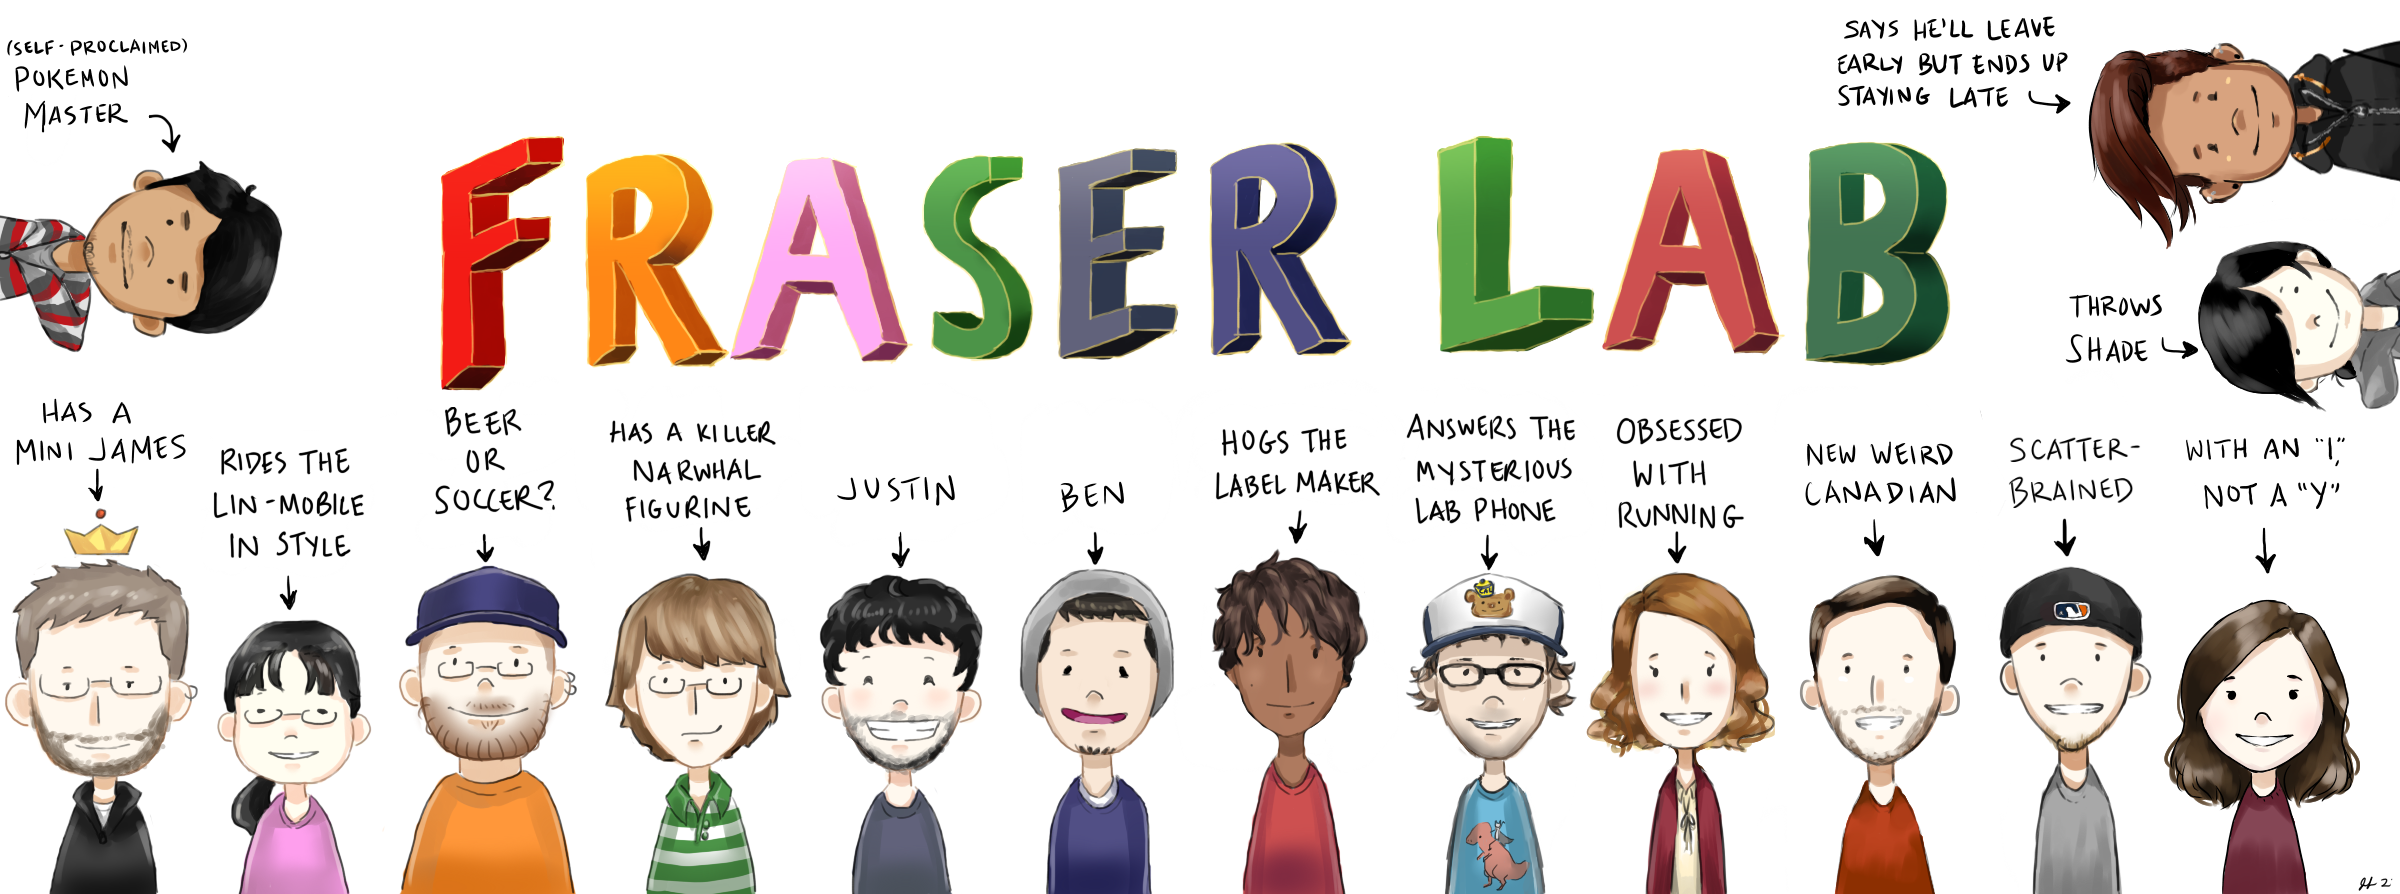 (SELF-PROCLAIMED)
POKEMON
MASTER
FRASER LAB
SAYS HE'LL LEAVE
EARLY BUT ENDS UP
STAYING LATE
THROWS
SHADE
HAS A
MINI JAMES
RIDES THE
LIN-MOBILE
IN STYLE
BEER
OR
SOCCER?
HAS A KILLER
NARWHAL
FIGURINE
JUSTIN
BEN
HOGS THE
LABEL MAKER
ANSWERS THE
MYSTERIOUS
LAB PHONE
OBSESSED
WITH
RUNNING
NEW WEIRD
CANADIAN
SCATTER-
BRAINED
WITH AN "I",
NOT A "Y"
CAL